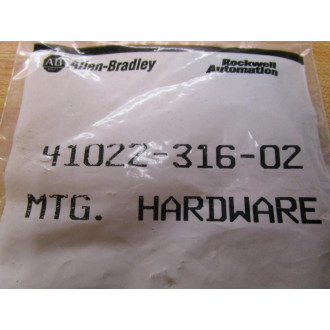 AB Allen-Bradley
Rockwell
Automation
41022-316-02
MTG. HARDWARE